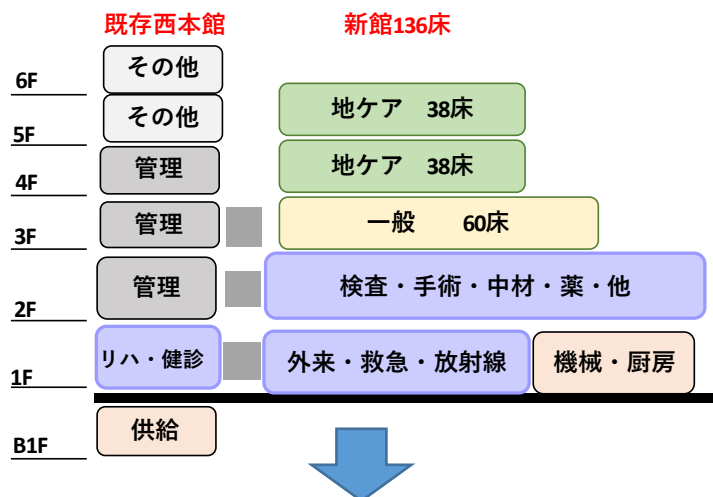 既存西本館 新館136床
6F その他
5F その他 地ケア 38床
4F 管理 地ケア 38床
3F 管理 一般 60床
2F 管理 検査・手術・中材・薬・他
1F リハ・健診 外来・救急・放射線 機械・厨房
B1F 供給